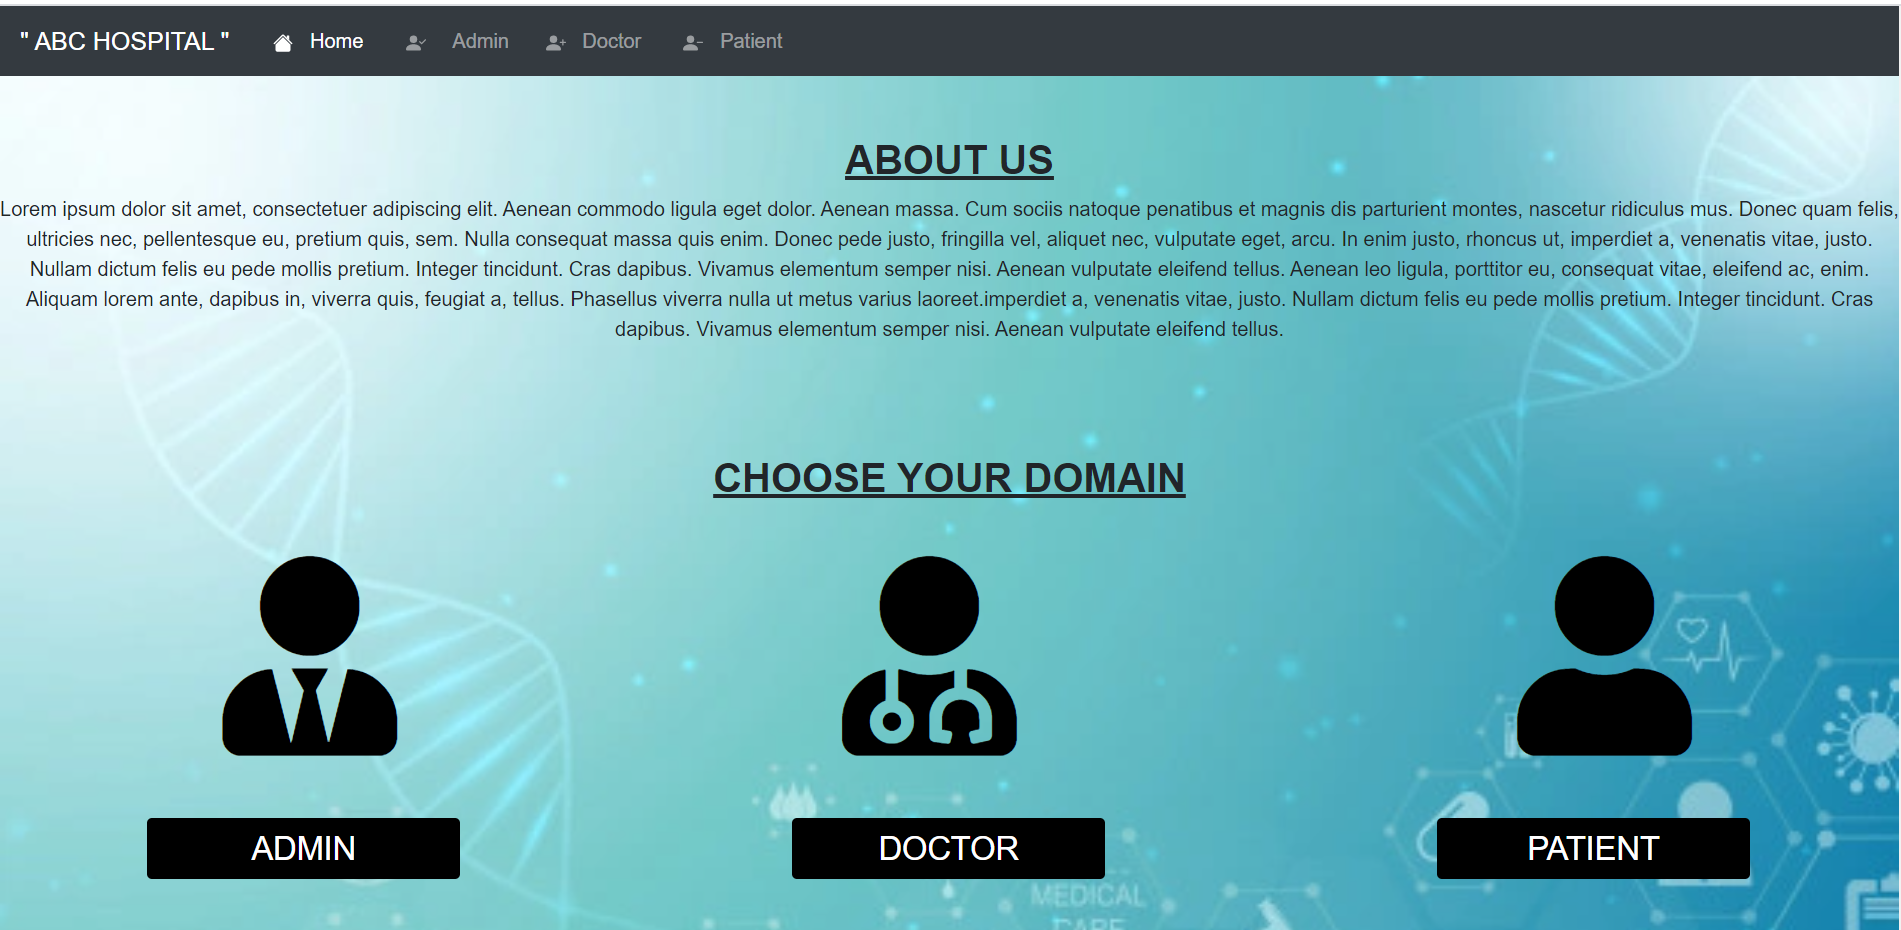 " ABC HOSPITAL " Home Admin Doctor Patient
ABOUT US
Lorem ipsum dolor sit amet, consectetuer adipiscing elit. Aenean commodo ligula eget dolor. Aenean massa. Cum sociis natoque penatibus et magnis dis parturient montes, nascetur ridiculus mus. Donec quam felis,
ultricies nec, pellentesque eu, pretium quis, sem. Nulla consequat massa quis enim. Donec pede justo, fringilla vel, aliquet nec, vulputate eget, arcu. In enim justo, rhoncus ut, imperdiet a, venenatis vitae, justo.
Nullam dictum felis eu pede mollis pretium. Integer tincidunt. Cras dapibus. Vivamus elementum semper nisi. Aenean vulputate eleifend tellus. Aenean leo ligula, porttitor eu, consequat vitae, eleifend ac, enim.
Aliquam lorem ante, dapibus in, viverra quis, feugiat a, tellus. Phasellus viverra nulla ut metus varius laoreet.imperdiet a, venenatis vitae, justo. Nullam dictum felis eu pede mollis pretium. Integer tincidunt. Cras
dapibus. Vivamus elementum semper nisi. Aenean vulputate eleifend tellus.
CHOOSE YOUR DOMAIN
ADMIN DOCTOR PATIENT
MEDICAL
CARE